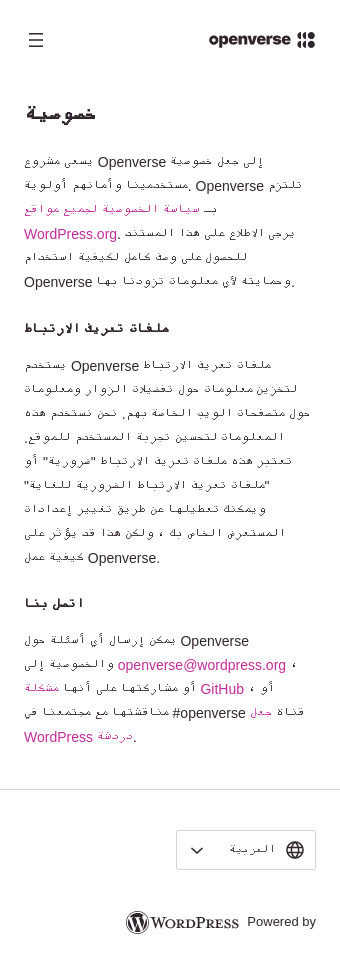 openverse
خصوصية
يسعى مشروع Openverse إلى جعل خصوصية
مستخدمينا وأمانهم أولوية. Openverse تلتزم
بـ سياسة الخصوصية لجميع مواقع
WordPress.org. يرجى الاطلاع على هذا المستند
للحصول على وصف كامل لكيفية استخدام
Openverse وحمايته لأي معلومات تزودنا بها.
ملفات تعريف الارتباط
يستخدم Openverse ملفات تعريف الارتباط
لتخزين معلومات حول تفضيلات الزوار ومعلومات
حول متصفحات الويب الخاصة بهم. نحن نستخدم هذه
المعلومات لتحسين تجربة المستخدم للموقع.
تعتبر هذه ملفات تعريف الارتباط "ضرورية" أو
"ملفات تعريف الارتباط الضرورية للغاية"
ويمكنك تعطيلها عن طريق تغيير إعدادات
المستعرض الخاص بك ، ولكن هذا قد يؤثر على
كيفية عمل Openverse.
اتصل بنا
يمكن إرسال أي أسئلة حول Openverse
والخصوصية إلى openverse@wordpress.org ،
أو مشاركتها على أنها مشكلة GitHub ، أو
مناقشتها مع مجتمعنا في #openverse قناة جعل
WordPress دردشة.
العربية
Powered by WORDPRESS